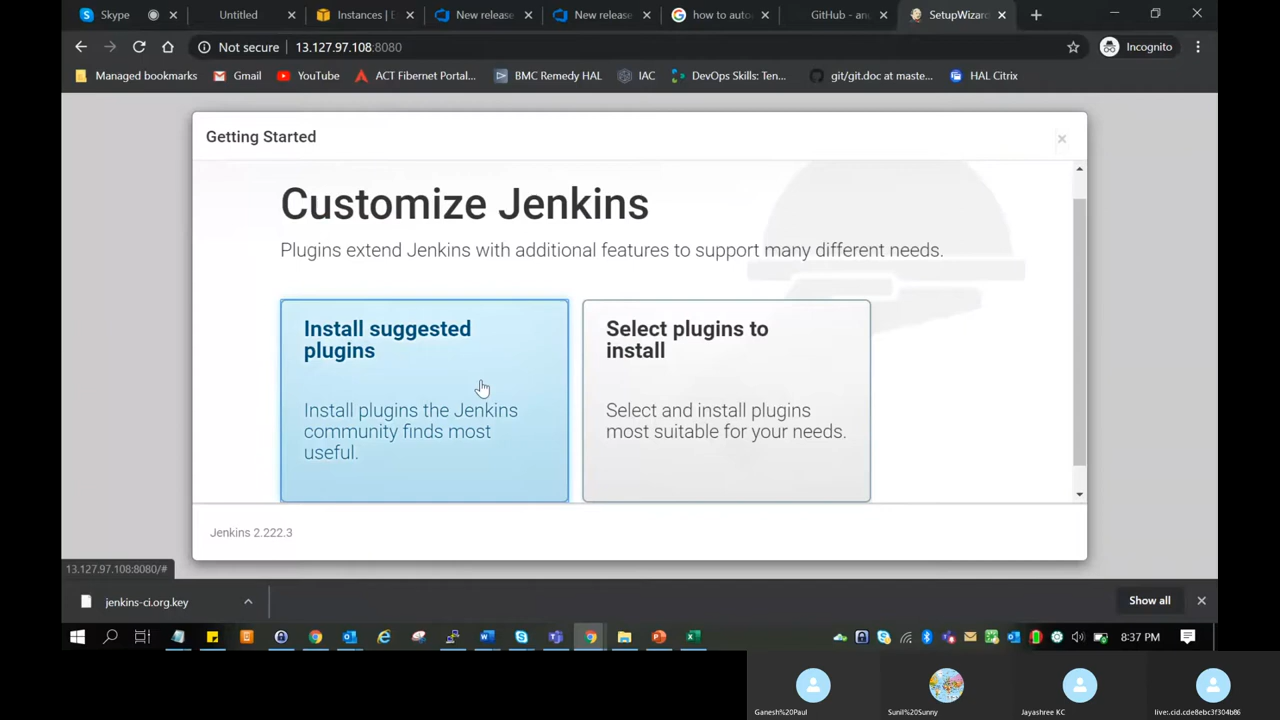 Skype
Untitled
Instances | E
New release
New release
how to auto
GitHub - an
SetupWizard
Not secure
13.127.97.108:8080
Incognito
Managed bookmarks
Gmail
YouTube
ACT Fibernet Portal...
BMC Remedy HAL
IAC
DevOps Skills: Ten...
git/git.doc at maste...
HAL Citrix
Getting Started
Customize Jenkins
Plugins extend Jenkins with additional features to support many different needs.
Install suggested
plugins
Install plugins the Jenkins
community finds most
useful.
Select plugins to
install
Select and install plugins
most suitable for your needs.
Jenkins 2.222.3
13.127.97.108:8080/#
jenkins-ci.org.key
Show all
8:37 PM
Ganesh%20Paul
Sunil%20Sunny
Jayashree KC
live:.cid.cde8ebc3f304b86